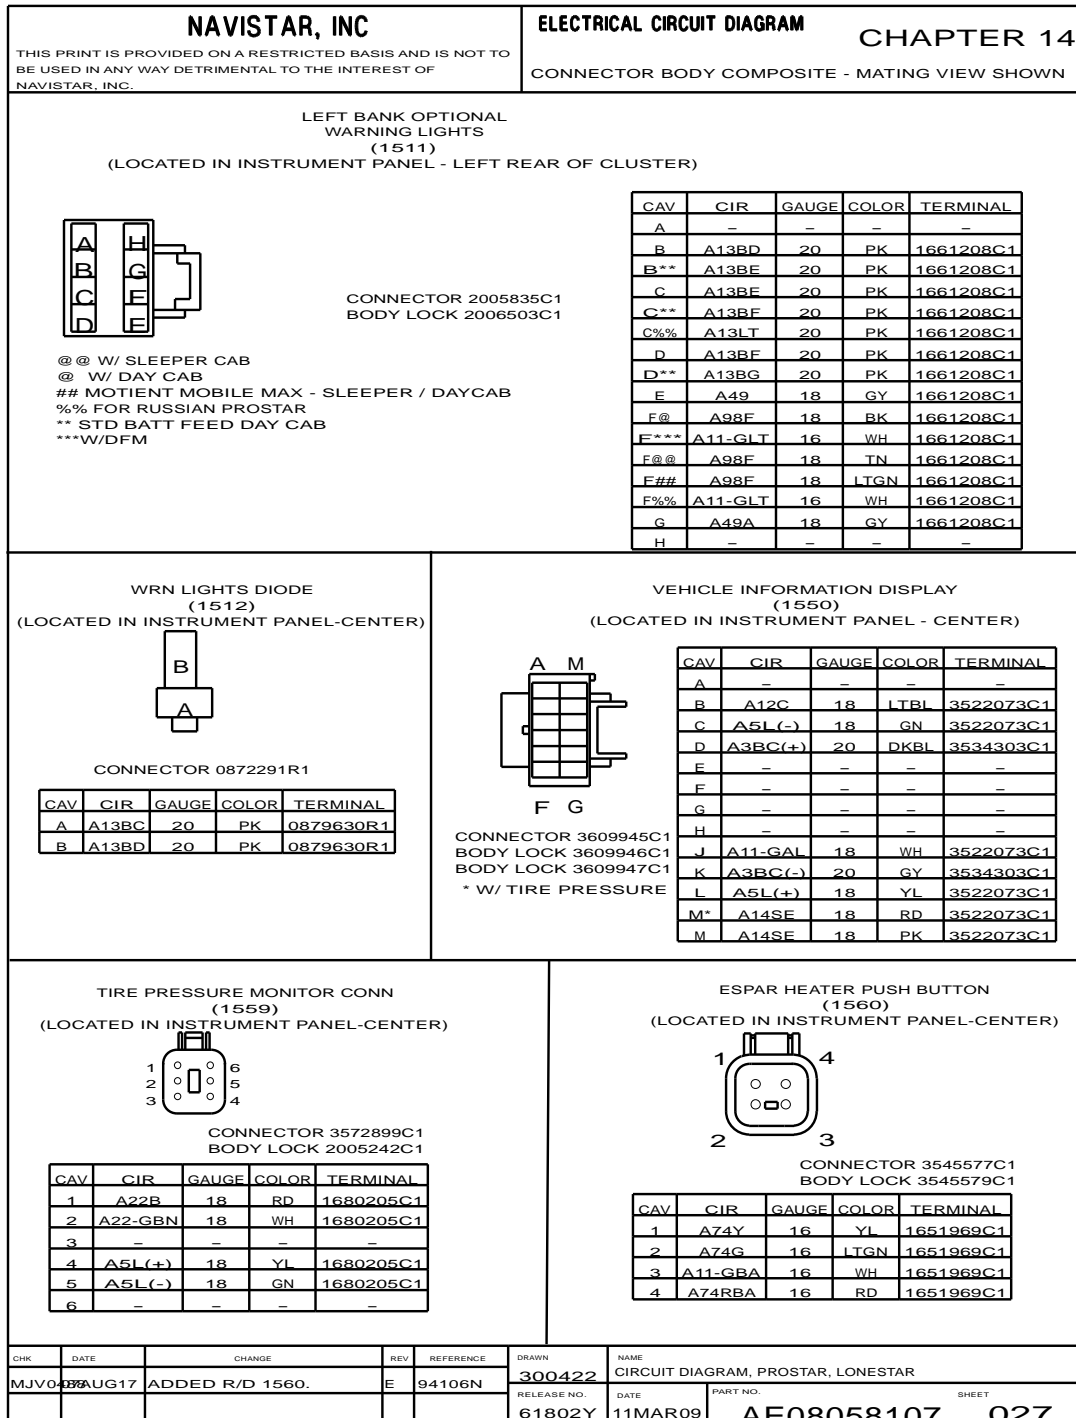 NAVISTAR, INC
THIS PRINT IS PROVIDED ON A RESTRICTED BASIS AND IS NOT TO
BE USED IN ANY WAY DETRIMENTAL TO THE INTEREST OF
NAVISTAR, INC.
ELECTRICAL CIRCUIT DIAGRAM
CHAPTER 14
CONNECTOR BODY COMPOSITE - MATING VIEW SHOWN
LEFT BANK OPTIONAL
WARNING LIGHTS
(1511)
(LOCATED IN INSTRUMENT PANEL - LEFT REAR OF CLUSTER)
A H
B G
C F
D E
CONNECTOR 2005835C1
BODY LOCK 2006503C1
@@ W/ SLEEPER CAB
@ W/ DAY CAB
## MOTIENT MOBILE MAX - SLEEPER / DAYCAB
%% FOR RUSSIAN PROSTAR
** STD BATT FEED DAY CAB
***W/DFM
CAV CIR GAUGE COLOR TERMINAL
A – – – –
B A13BD 20 PK 1661208C1
B** A13BE 20 PK 1661208C1
C A13BE 20 PK 1661208C1
C** A13BF 20 PK 1661208C1
C%% A13LT 20 PK 1661208C1
D A13BF 20 PK 1661208C1
D** A13BG 20 PK 1661208C1
E A49 18 GY 1661208C1
F@ A98F 18 BK 1661208C1
F*** A11-GLT 16 WH 1661208C1
F@@ A98F 18 TN 1661208C1
F## A98F 18 LTGN 1661208C1
F%% A11-GLT 16 WH 1661208C1
G A49A 18 GY 1661208C1
H – – – –
WRN LIGHTS DIODE
(1512)
(LOCATED IN INSTRUMENT PANEL-CENTER)
B
A
CONNECTOR 0872291R1
CAV CIR GAUGE COLOR TERMINAL
A A13BC 20 PK 0879630R1
B A13BD 20 PK 0879630R1
VEHICLE INFORMATION DISPLAY
(1550)
(LOCATED IN INSTRUMENT PANEL - CENTER)
A M
F G
CONNECTOR 3609945C1
BODY LOCK 3609946C1
BODY LOCK 3609947C1
* W/ TIRE PRESSURE
CAV CIR GAUGE COLOR TERMINAL
A – – – –
B A12C 18 LTBL 3522073C1
C A5L(-) 18 GN 3522073C1
D A3BC(+) 20 DKBL 3534303C1
E – – – –
F – – – –
G – – – –
H – – – –
J A11-GAL 18 WH 3522073C1
K A3BC(-) 20 GY 3534303C1
L A5L(+) 18 YL 3522073C1
M* A14SE 18 RD 3522073C1
M A14SE 18 PK 3522073C1
TIRE PRESSURE MONITOR CONN
(1559)
(LOCATED IN INSTRUMENT PANEL-CENTER)
1 6
2 5
3 4
CONNECTOR 3572899C1
BODY LOCK 2005242C1
CAV CIR GAUGE COLOR TERMINAL
1 A22B 18 RD 1680205C1
2 A22-GBN 18 WH 1680205C1
3 – – – –
4 A5L(+) 18 YL 1680205C1
5 A5L(-) 18 GN 1680205C1
6 – – – –
ESPAR HEATER PUSH BUTTON
(1560)
(LOCATED IN INSTRUMENT PANEL-CENTER)
1 4
2 3
CONNECTOR 3545577C1
BODY LOCK 3545579C1
CAV CIR GAUGE COLOR TERMINAL
1 A74Y 16 YL 1651969C1
2 A74G 16 LTGN 1651969C1
3 A11-GBA 16 WH 1651969C1
4 A74RBA 16 RD 1651969C1
CHK DATE CHANGE REV REFERENCE
ADDED R/D 1560. E 94106N
DRAWN
300422
NAME
CIRCUIT DIAGRAM, PROSTAR, LONESTAR
RELEASE NO.
61802Y
DATE
11MAR09
PART NO.
AE08058107
SHEET
027